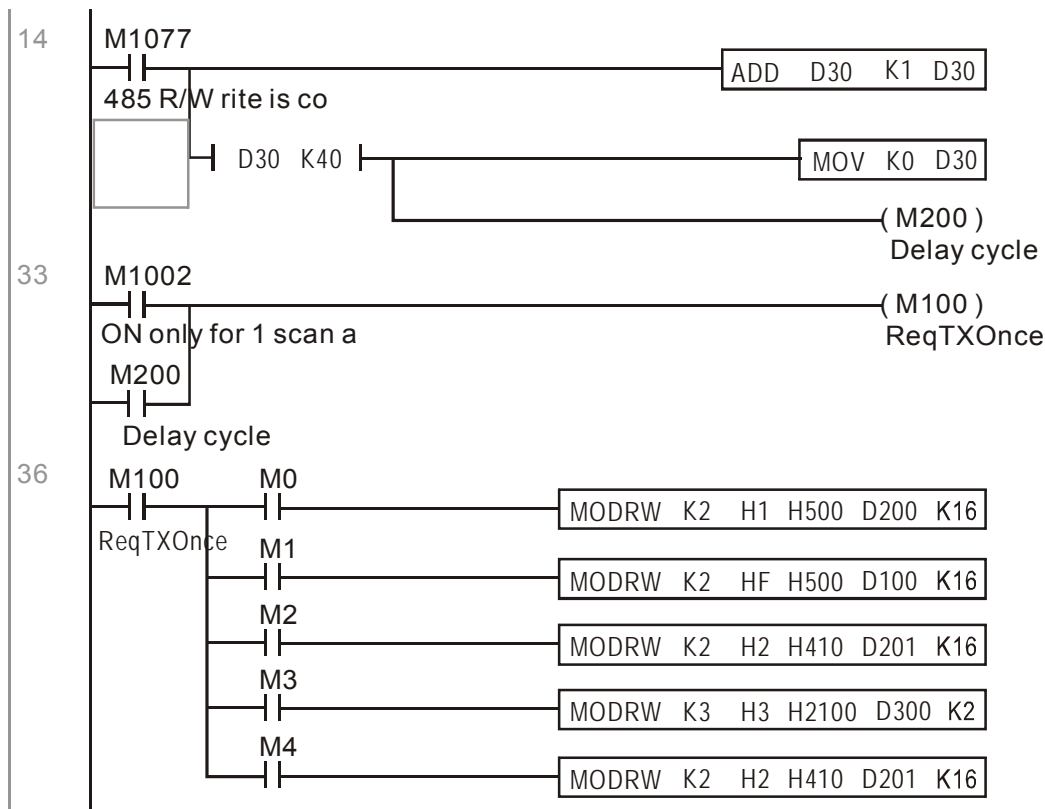 14
M1077
ADD D30 K1 D30
485 R/W rite is co
D30 K40
MOV K0 D30
( M200 )
Delay cycle
33
M1002
( M100 )
ON only for 1 scan a
ReqTXOnce
M200
Delay cycle
36
M100 M0
MODRW K2 H1 H500 D200 K16
ReqTXOnce
M1
MODRW K2 HF H500 D100 K16
M2
MODRW K2 H2 H410 D201 K16
M3
MODRW K3 H3 H2100 D300 K2
M4
MODRW K2 H2 H410 D201 K16